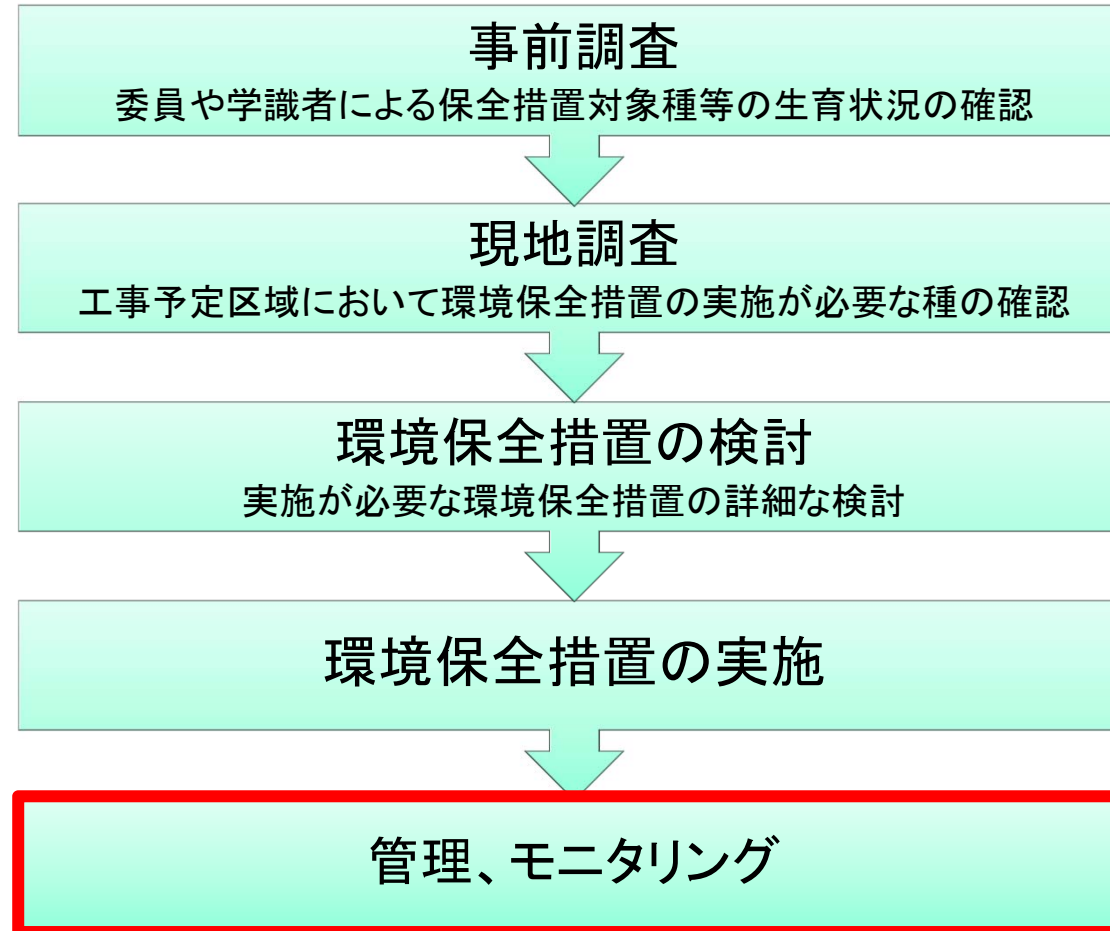 事前調査
委員や学識者による保全措置対象種等の生育状況の確認
現地調査
工事予定区域において環境保全措置の実施が必要な種の確認
環境保全措置の検討
実施が必要な環境保全措置の詳細な検討
環境保全措置の実施
管理、モニタリング